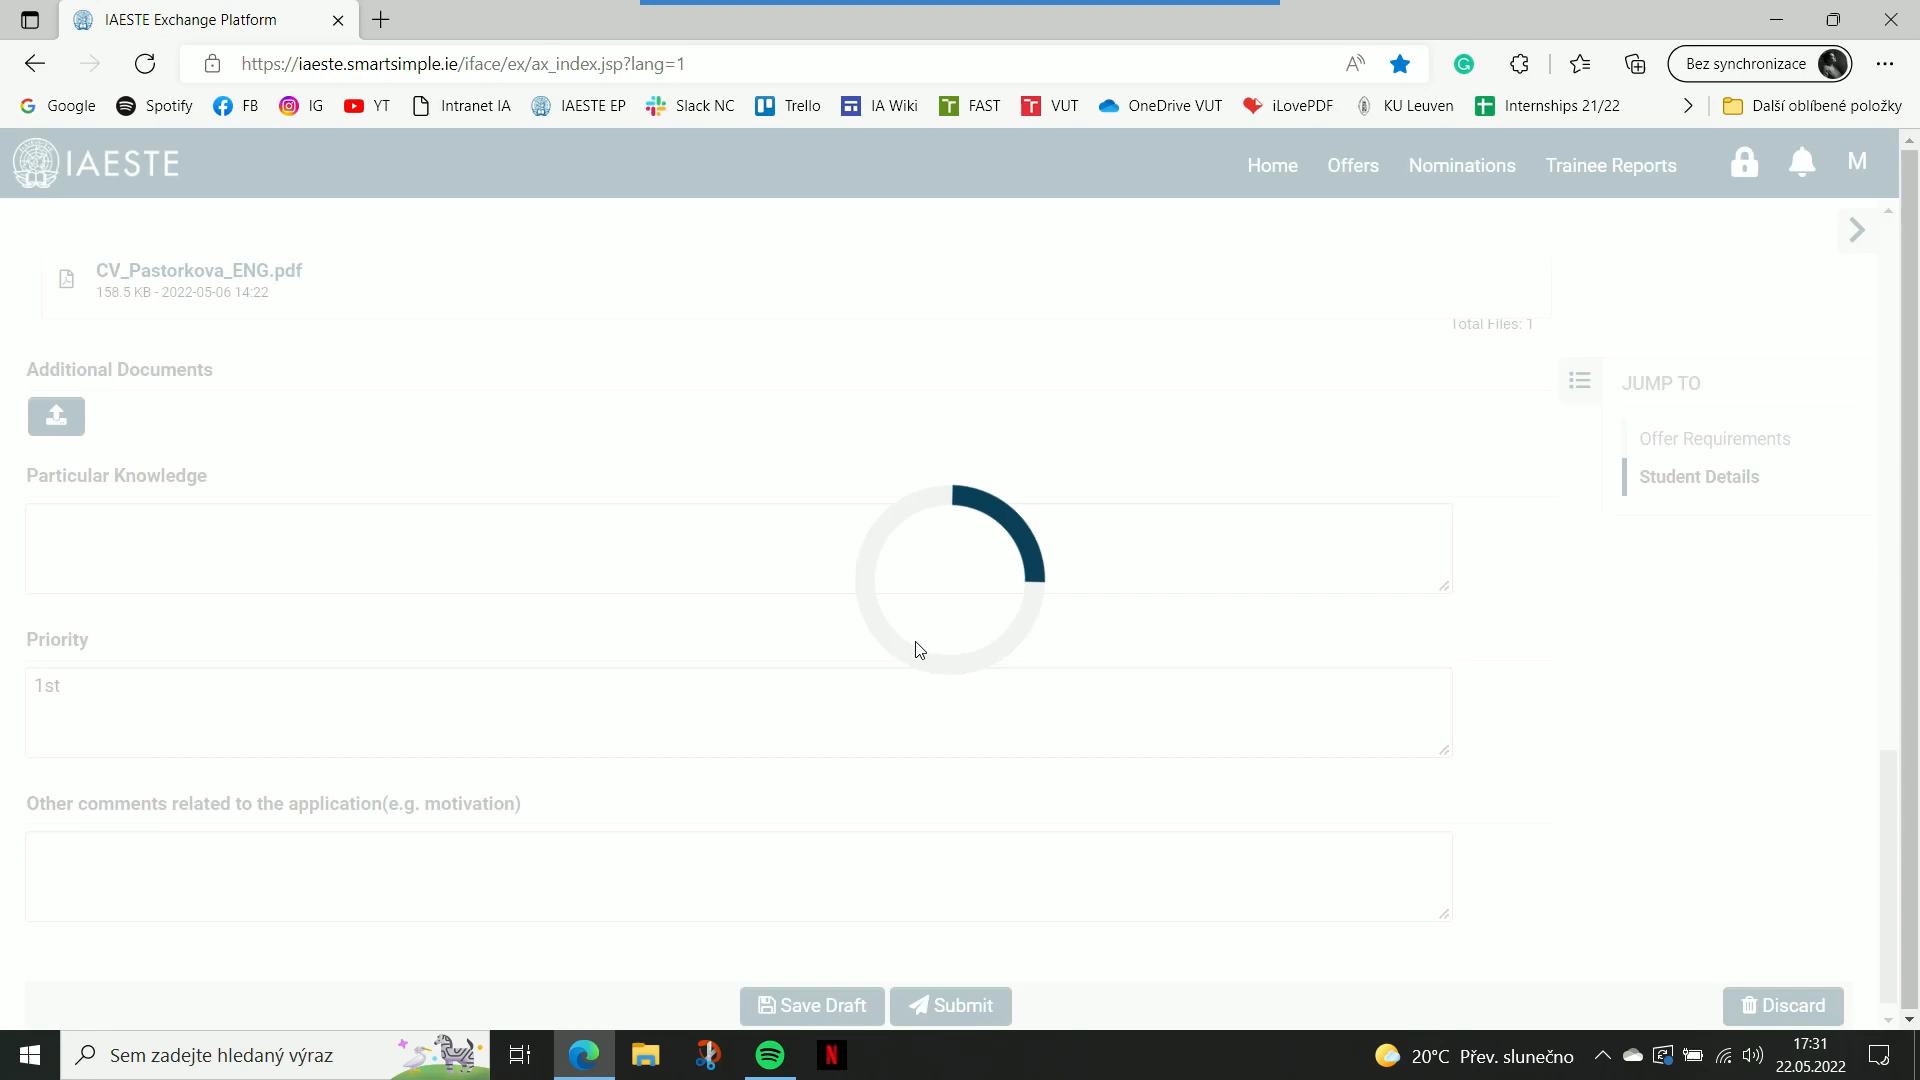 IAESTE Exchange Platform
https://iaeste.smartsimple.ie/iface/ex/ax_index.jsp?lang=1
Bez synchronizace
Google
Spotify
FB
IG
YT
Intranet IA
IAESTE EP
Slack NC
Trello
IA Wiki
FAST
VUT
OneDrive VUT
iLovePDF
KU Leuven
Internships 21/22
Další oblíbené položky
IAESTE
Home
Offers
Nominations
Trainee Reports
M
CV_Pastorkova_ENG.pdf
158.5 KB - 2022-05-06 14:22
Total Files: 1
Additional Documents
JUMP TO
Offer Requirements
Student Details
Particular Knowledge
Priority
1st
Other comments related to the application(e.g. motivation)
Save Draft
Submit
Discard
Sem zadejte hledaný výraz
20°C Přev. slunečno
17:31
22.05.2022